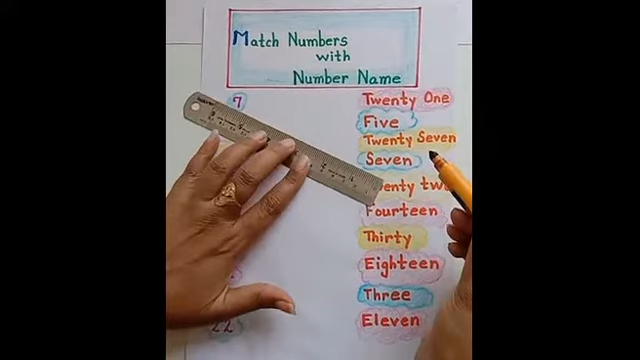 Match Numbers
with
Number Name
7
Twenty One
Five
Twenty Seven
Seven
Fourteen
Thirty
Eighteen
Three
Eleven
22